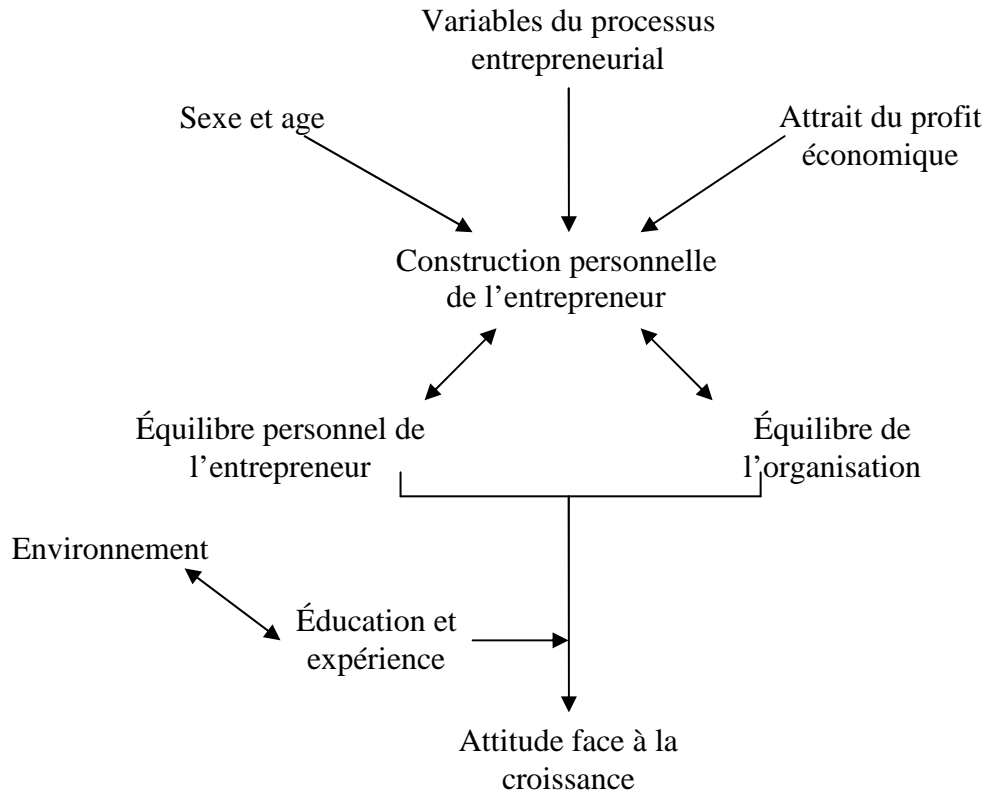 Variables du processus
entrepreneurial
Sexe et age
Attrait du profit
économique
Construction personnelle
de l’entrepreneur
Équilibre personnel de
l’entrepreneur
Équilibre de
l’organisation
Environnement
Éducation et
expérience
Attitude face à la
croissance